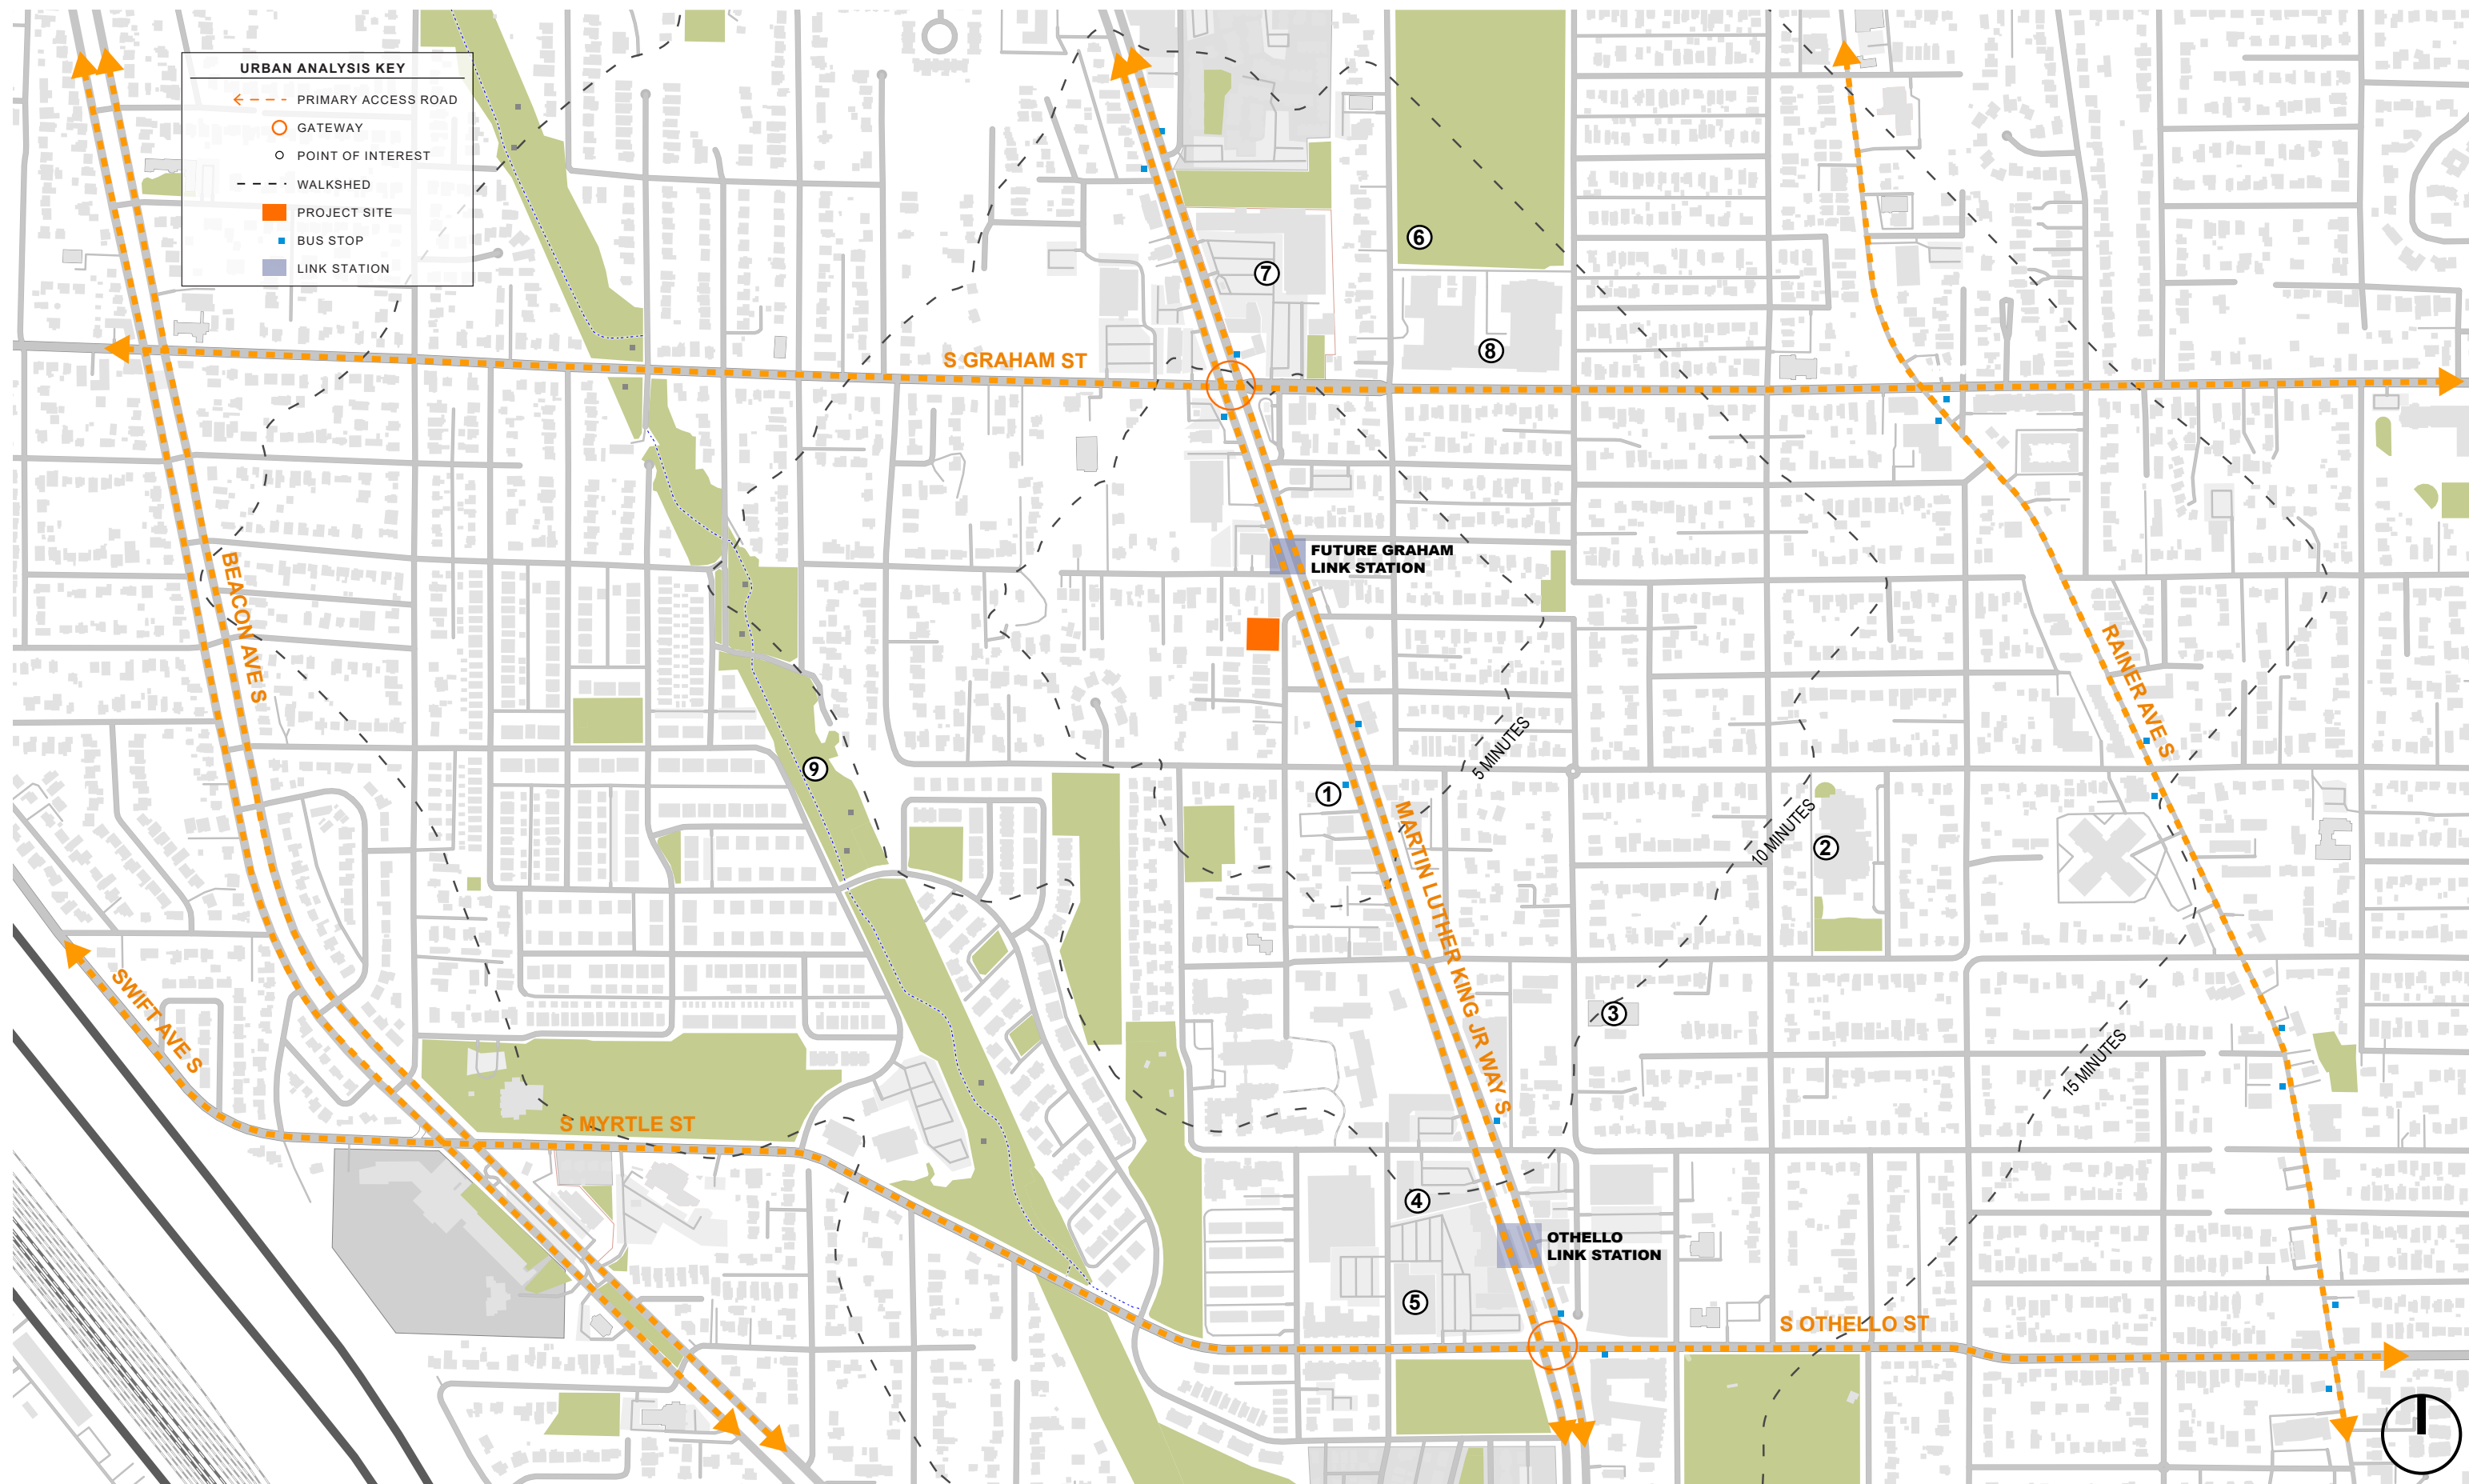 URBAN ANALYSIS KEY
PRIMARY ACCESS ROAD
GATEWAY
POINT OF INTEREST
WALKSHED
PROJECT SITE
BUS STOP
LINK STATION
6
7
8
S GRAHAM ST
FUTURE GRAHAM
LINK STATION
BEACON AVE S
RAINER AVE S
5 MINUTES
9
1
MARTIN LUTHER KING JR WAY S
10 MINUTES
2
SWIFT AVE S
3
15 MINUTES
S MYRTLE ST
4
OTHELLO
LINK STATION
5
S OTHELLO ST